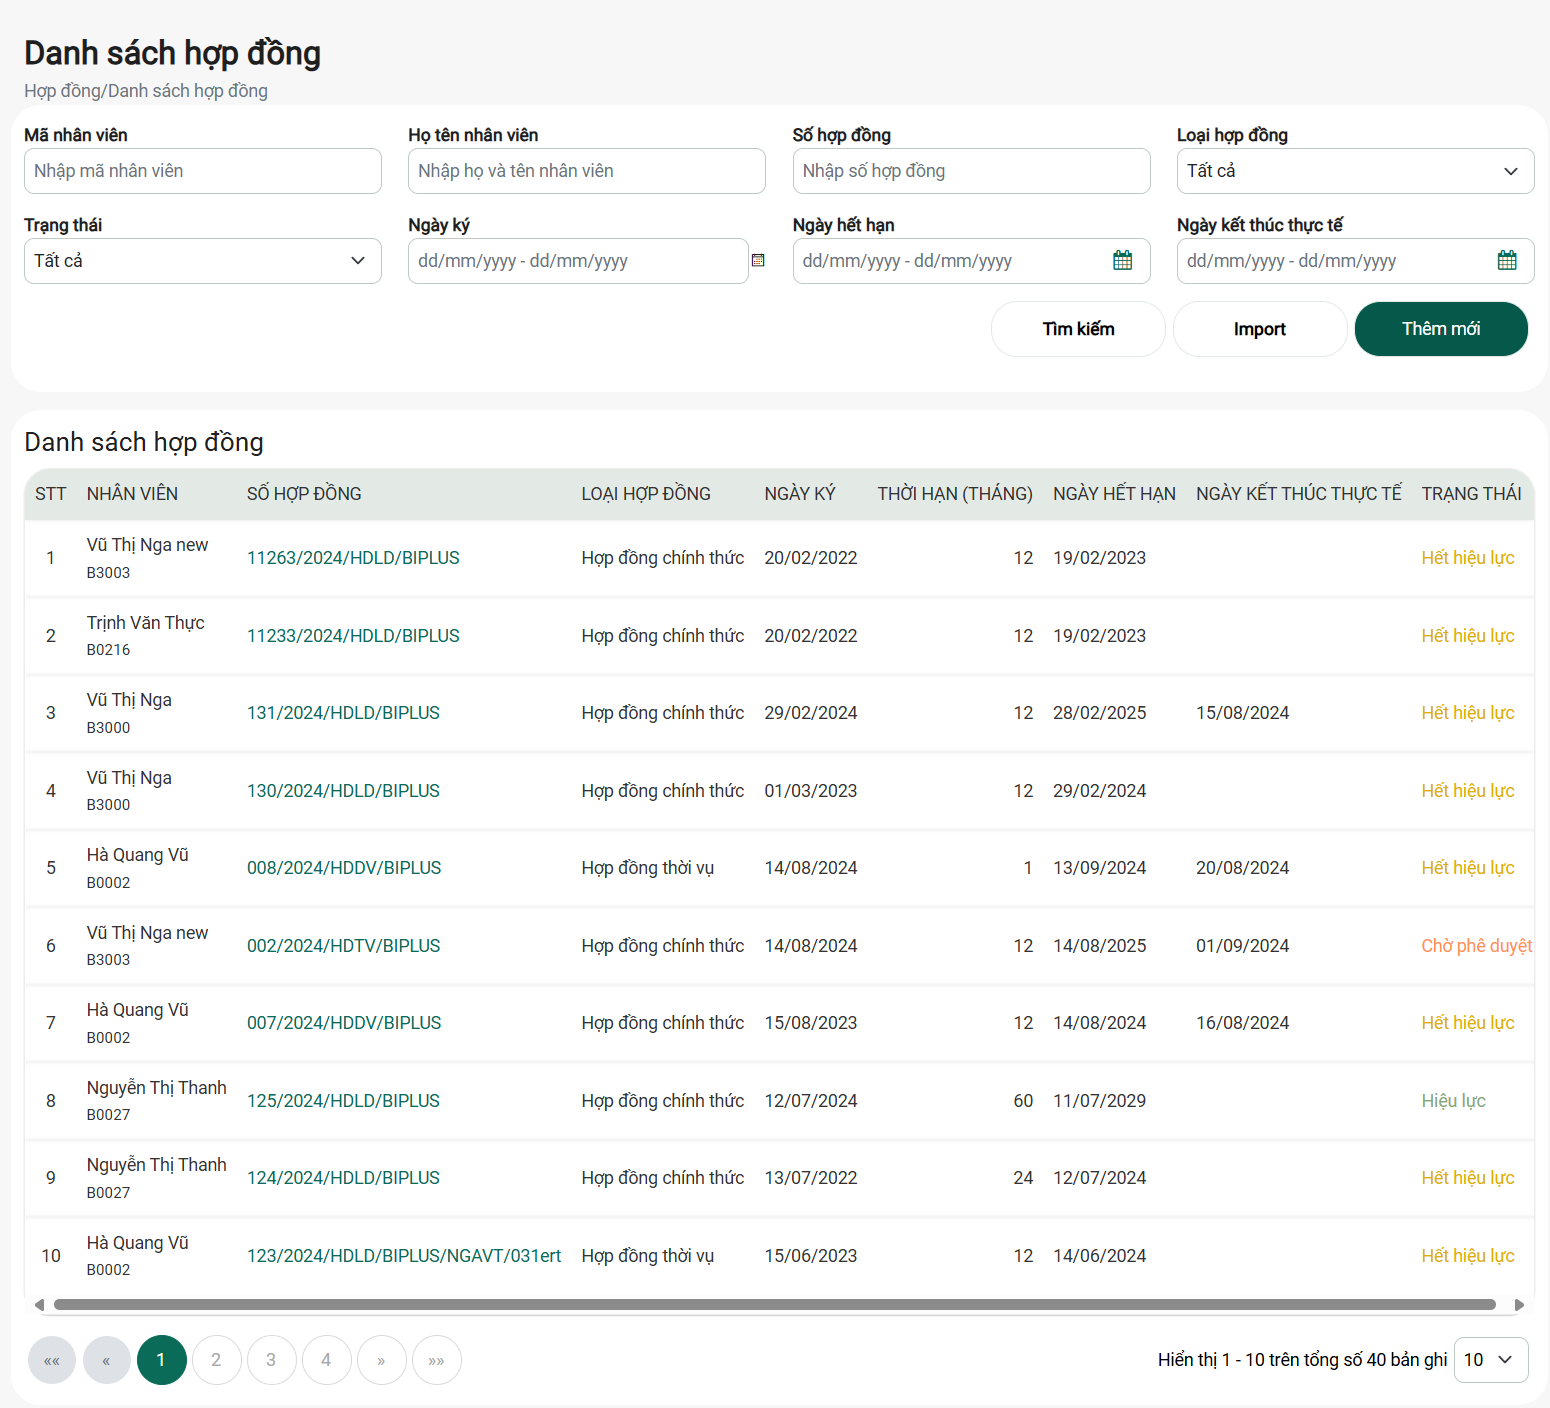 Danh sách hợp đồng
Hợp đồng/Danh sách hợp đồng
Mã nhân viên Họ tên nhân viên Số hợp đồng Loại hợp đồng
Nhập mã nhân viên Nhập họ và tên nhân viên Nhập số hợp đồng Tất cả
Trạng thái Ngày ký Ngày hết hạn Ngày kết thúc thực tế
Tất cả dd/mm/yyyy - dd/mm/yyyy dd/mm/yyyy - dd/mm/yyyy dd/mm/yyyy - dd/mm/yyyy
Tìm kiếm Import Thêm mới
Danh sách hợp đồng
STT NHÂN VIÊN SỐ HỢP ĐỒNG LOẠI HỢP ĐỒNG NGÀY KÝ THỜI HẠN (THÁNG) NGÀY HẾT HẠN NGÀY KẾT THÚC THỰC TẾ TRẠNG THÁI
Vũ Thị Nga new
1 11263/2024/HDLD/BIPLUS Hợp đồng chính thức 20/02/2022 12 19/02/2023 Hết hiệu lực
B3003
Trịnh Văn Thực
2 11233/2024/HDLD/BIPLUS Hợp đồng chính thức 20/02/2022 12 19/02/2023 Hết hiệu lực
B0216
Vũ Thị Nga
3 131/2024/HDLD/BIPLUS Hợp đồng chính thức 29/02/2024 12 28/02/2025 15/08/2024 Hết hiệu lực
B3000
Vũ Thị Nga
4 130/2024/HDLD/BIPLUS Hợp đồng chính thức 01/03/2023 12 29/02/2024 Hết hiệu lực
B3000
Hà Quang Vũ
5 008/2024/HDDV/BIPLUS Hợp đồng thời vụ 14/08/2024 1 13/09/2024 20/08/2024 Hết hiệu lực
B0002
Vũ Thị Nga new
6 002/2024/HDTV/BIPLUS Hợp đồng chính thức 14/08/2024 12 14/08/2025 01/09/2024 Chờ phê duyệt
B3003
Hà Quang Vũ
7 007/2024/HDDV/BIPLUS Hợp đồng chính thức 15/08/2023 12 14/08/2024 16/08/2024 Hết hiệu lực
B0002
Nguyễn Thị Thanh
8 125/2024/HDLD/BIPLUS Hợp đồng chính thức 12/07/2024 60 11/07/2029 Hiệu lực
B0027
Nguyễn Thị Thanh
9 124/2024/HDLD/BIPLUS Hợp đồng chính thức 13/07/2022 24 12/07/2024 Hết hiệu lực
B0027
Hà Quang Vũ
10 123/2024/HDLD/BIPLUS/NGAVT/031ert Hợp đồng thời vụ 15/06/2023 12 14/06/2024 Hết hiệu lực
B0002
«« « 1 2 3 4 » »» Hiển thị 1 - 10 trên tổng số 40 bản ghi 10